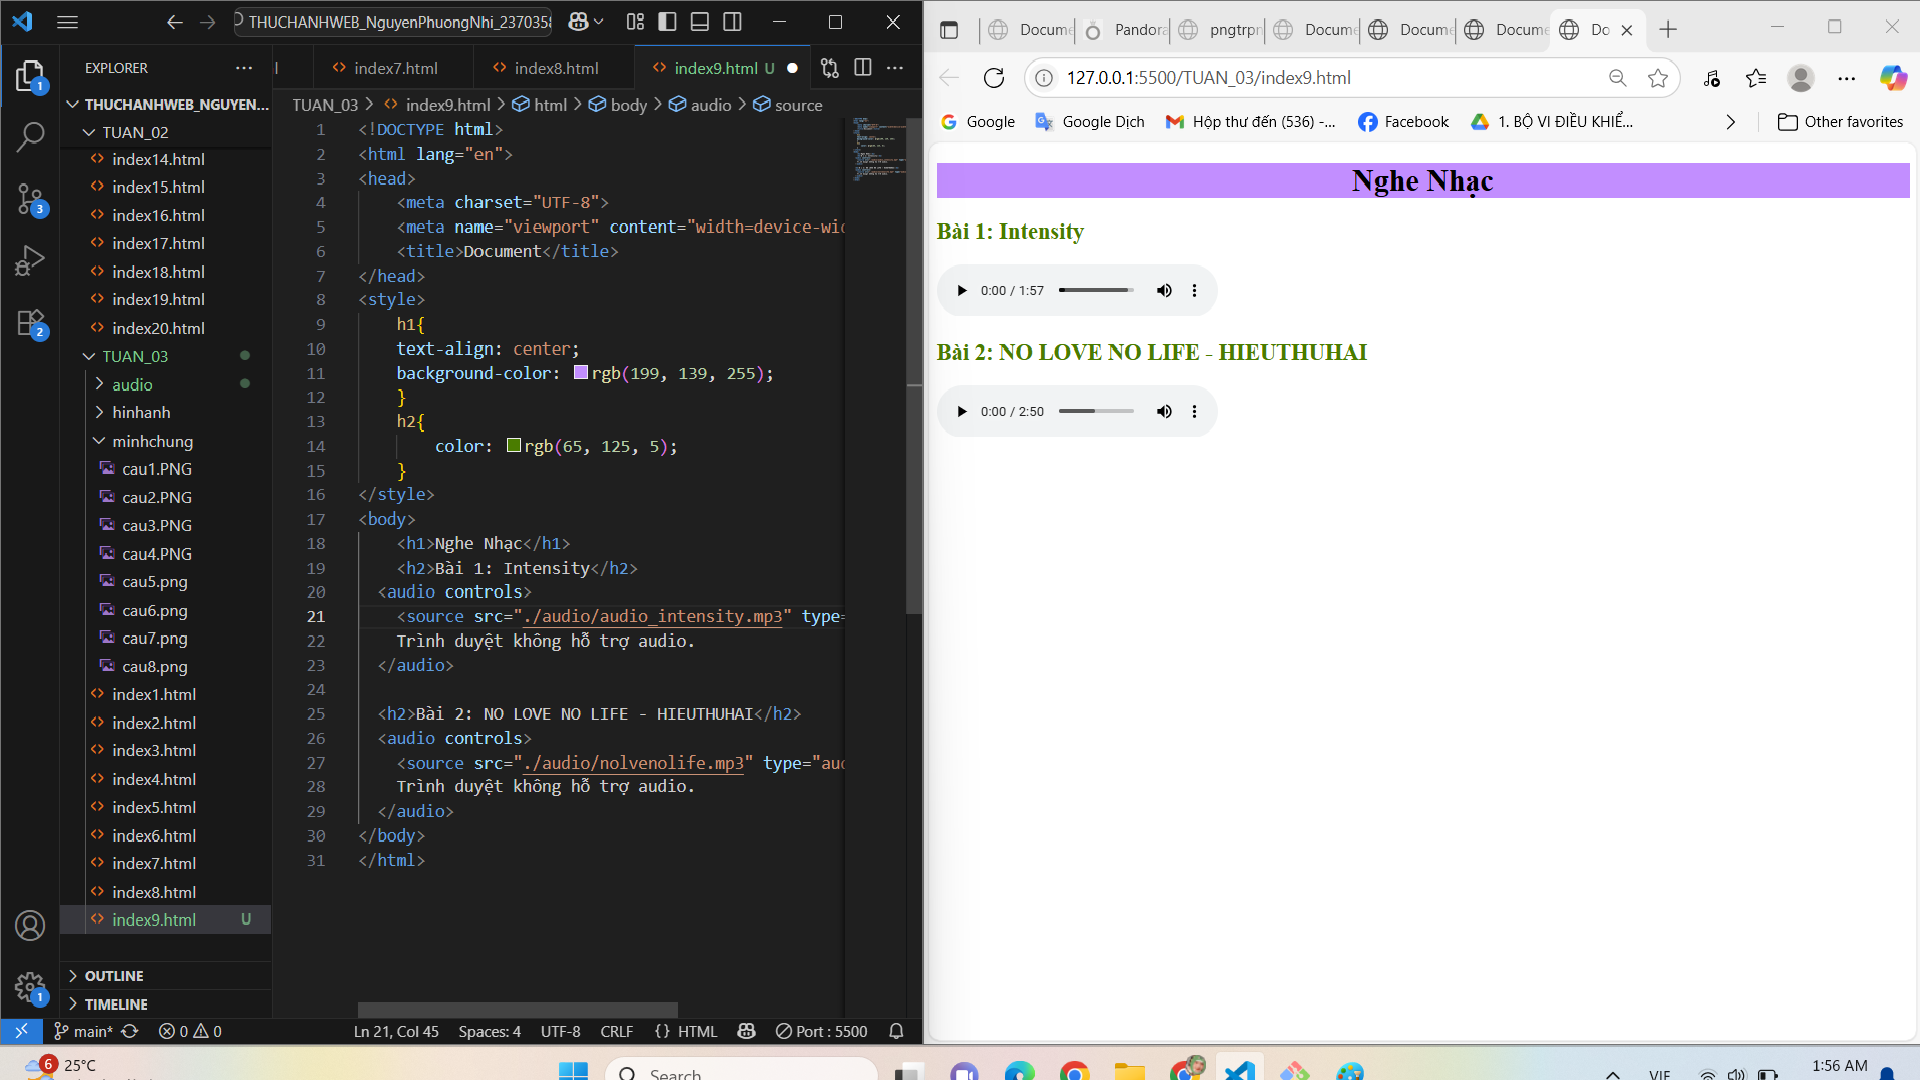 THUCHANHWEB_NguyenPhuongNhi_2370358
EXPLORER
index7.html
index8.html
index9.html U
THUCHANHWEB_NGUYEN...
TUAN_02
index14.html
index15.html
index16.html
index17.html
index18.html
index19.html
index20.html
TUAN_03
audio
hinhanh
minhchung
cau1.PNG
cau2.PNG
cau3.PNG
cau4.PNG
cau5.png
cau6.png
cau7.png
cau8.png
index1.html
index2.html
index3.html
index4.html
index5.html
index6.html
index7.html
index8.html
index9.html U
OUTLINE
TIMELINE
1
3
2
1
TUAN_03 > index9.html > html > body > audio > source
1 <!DOCTYPE html>
2 <html lang="en">
3 <head>
4 <meta charset="UTF-8">
5 <meta name="viewport" content="width=device-wid
6 <title>Document</title>
7 </head>
8 <style>
9 h1{
10 text-align: center;
11 background-color: rgb(199, 139, 255);
12 }
13 h2{
14 color: rgb(65, 125, 5);
15 }
16 </style>
17 <body>
18 <h1>Nghe Nhạc</h1>
19 <h2>Bài 1: Intensity</h2>
20 <audio controls>
21 <source src="./audio/audio_intensity.mp3" type=
22 Trình duyệt không hỗ trợ audio.
23 </audio>
24
25 <h2>Bài 2: NO LOVE NO LIFE - HIEUTHUHAI</h2>
26 <audio controls>
27 <source src="./audio/nolvenolife.mp3" type="aud
28 Trình duyệt không hỗ trợ audio.
29 </audio>
30 </body>
31 </html>
main* 0 0 Ln 21, Col 45 Spaces: 4 UTF-8 CRLF {} HTML Port : 5500
Docume
Pandora
pngtrpn
Docume
Docume
Docume
Do
127.0.0.1:5500/TUAN_03/index9.html
Google
Google Dịch
Hộp thư đến (536) -...
Facebook
1. BỘ VI ĐIỀU KHIỂ...
Other favorites
Nghe Nhạc
Bài 1: Intensity
0:00 / 1:57
Bài 2: NO LOVE NO LIFE - HIEUTHUHAI
0:00 / 2:50
6
25°C
Search
VIE
1:56 AM